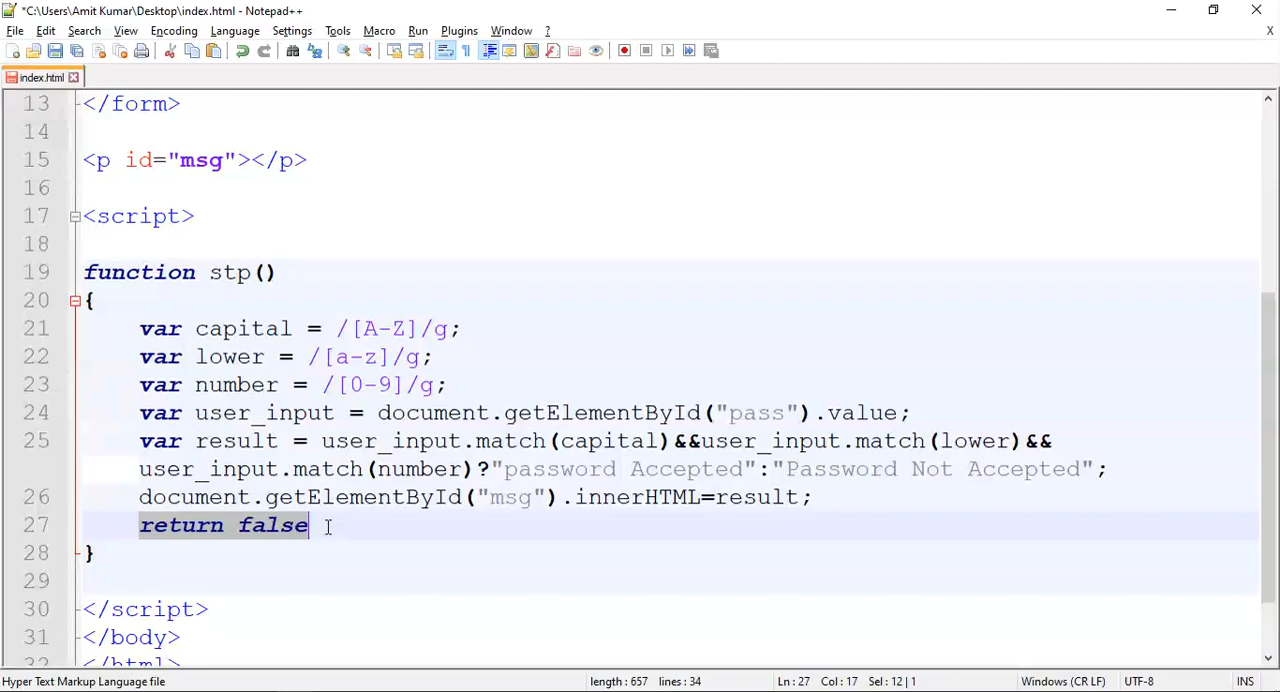 *C:\Users\Amit Kumar\Desktop\index.html - Notepad++
File Edit Search View Encoding Language Settings Tools Macro Run Plugins Window ? X
index.html
13 </form>
14
15 <p id="msg"></p>
16
17 <script>
18
19 function stp()
20 {
21 var capital = /[A-Z]/g;
22 var lower = /[a-z]/g;
23 var number = /[0-9]/g;
24 var user_input = document.getElementById("pass").value;
25 var result = user_input.match(capital)&&user_input.match(lower)&&
user_input.match(number)?"password Accepted":"Password Not Accepted";
26 document.getElementById("msg").innerHTML=result;
27 return false
28 }
29
30 </script>
31 </body>
32 </html>
Hyper Text Markup Language file length : 657 lines : 34 Ln : 27 Col : 17 Sel : 12 | 1 Windows (CR LF) UTF-8 INS